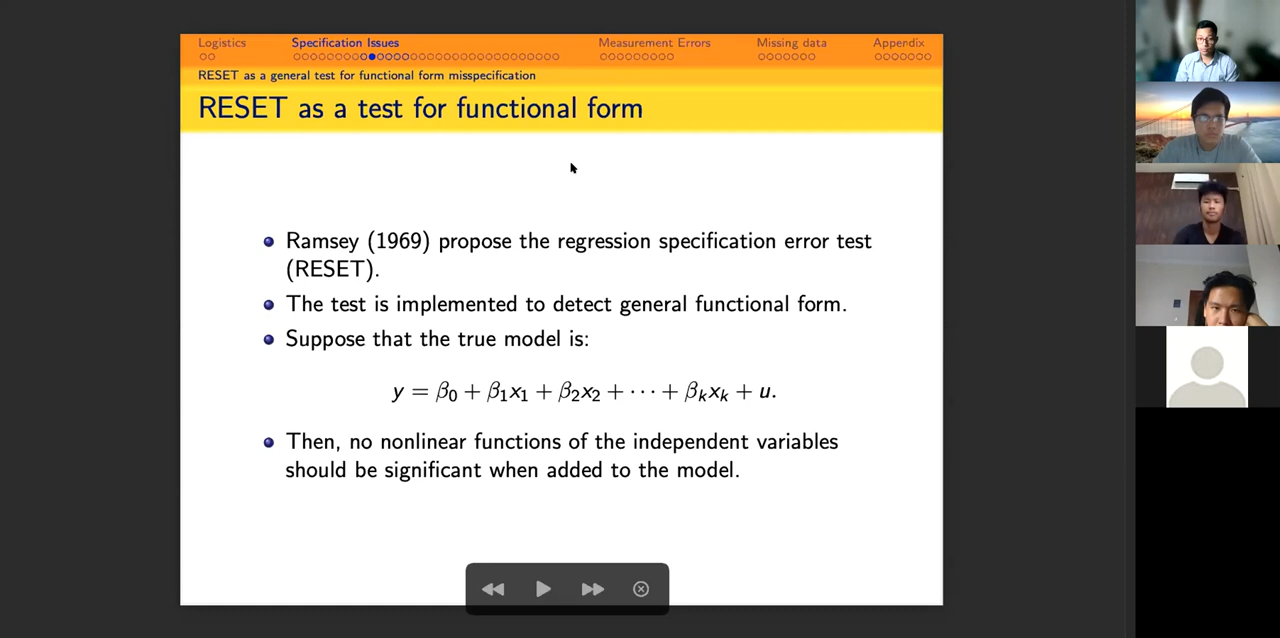 Logistics Specification Issues Measurement Errors Missing data Appendix
RESET as a general test for functional form misspecification
RESET as a test for functional form
Ramsey (1969) propose the regression specification error test
(RESET).
The test is implemented to detect general functional form.
Suppose that the true model is:
y = β₀ + β₁x₁ + β₂x₂ + · · · + βₖxₖ + u.
Then, no nonlinear functions of the independent variables
should be significant when added to the model.